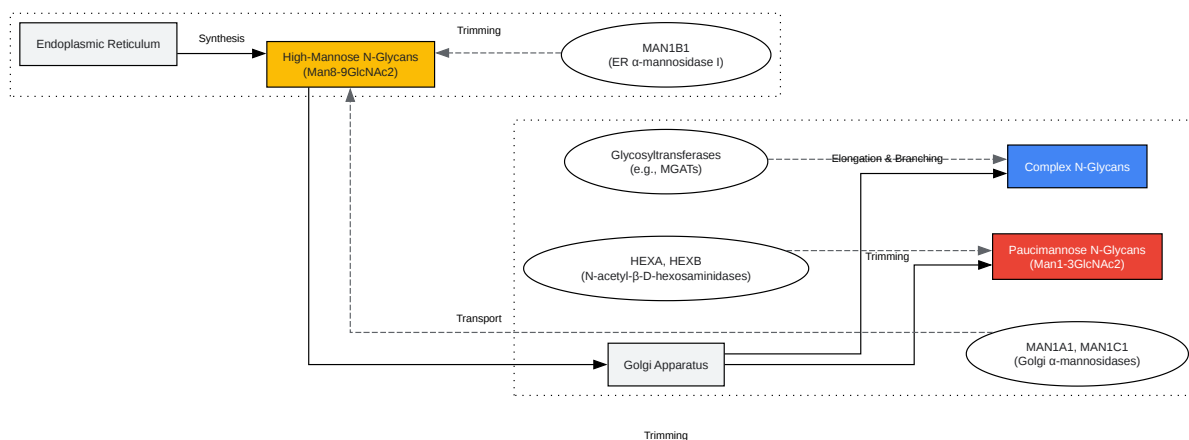 Endoplasmic Reticulum
Synthesis
High-Mannose N-Glycans
(Man8-9GlcNAc2)
Trimming
MAN1B1
(ER α-mannosidase I)
Glycosyltransferases
(e.g., MGATs)
Elongation & Branching
Complex N-Glycans
HEXA, HEXB
(N-acetyl-β-D-hexosaminidases)
Trimming
Paucimannose N-Glycans
(Man1-3GlcNAc2)
Transport
Golgi Apparatus
MAN1A1, MAN1C1
(Golgi α-mannosidases)
Trimming